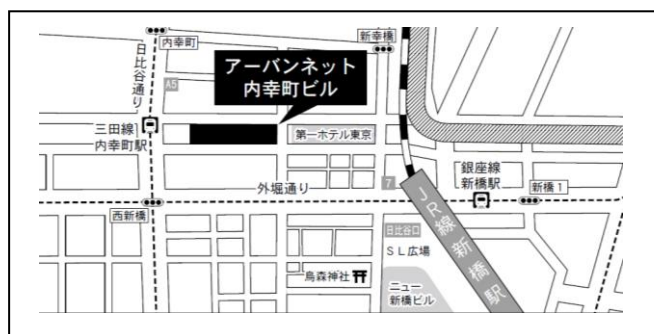 内幸町
新幸橋
日比谷通り
アーバンネット
内幸町ビル
A5
三田線
内幸町駅
第一ホテル東京
銀座線
新橋駅
外堀通り
7
新橋1
西新橋
JR線新橋駅
日比谷口
SL広場
烏森神社
ニュー
新橋ビル